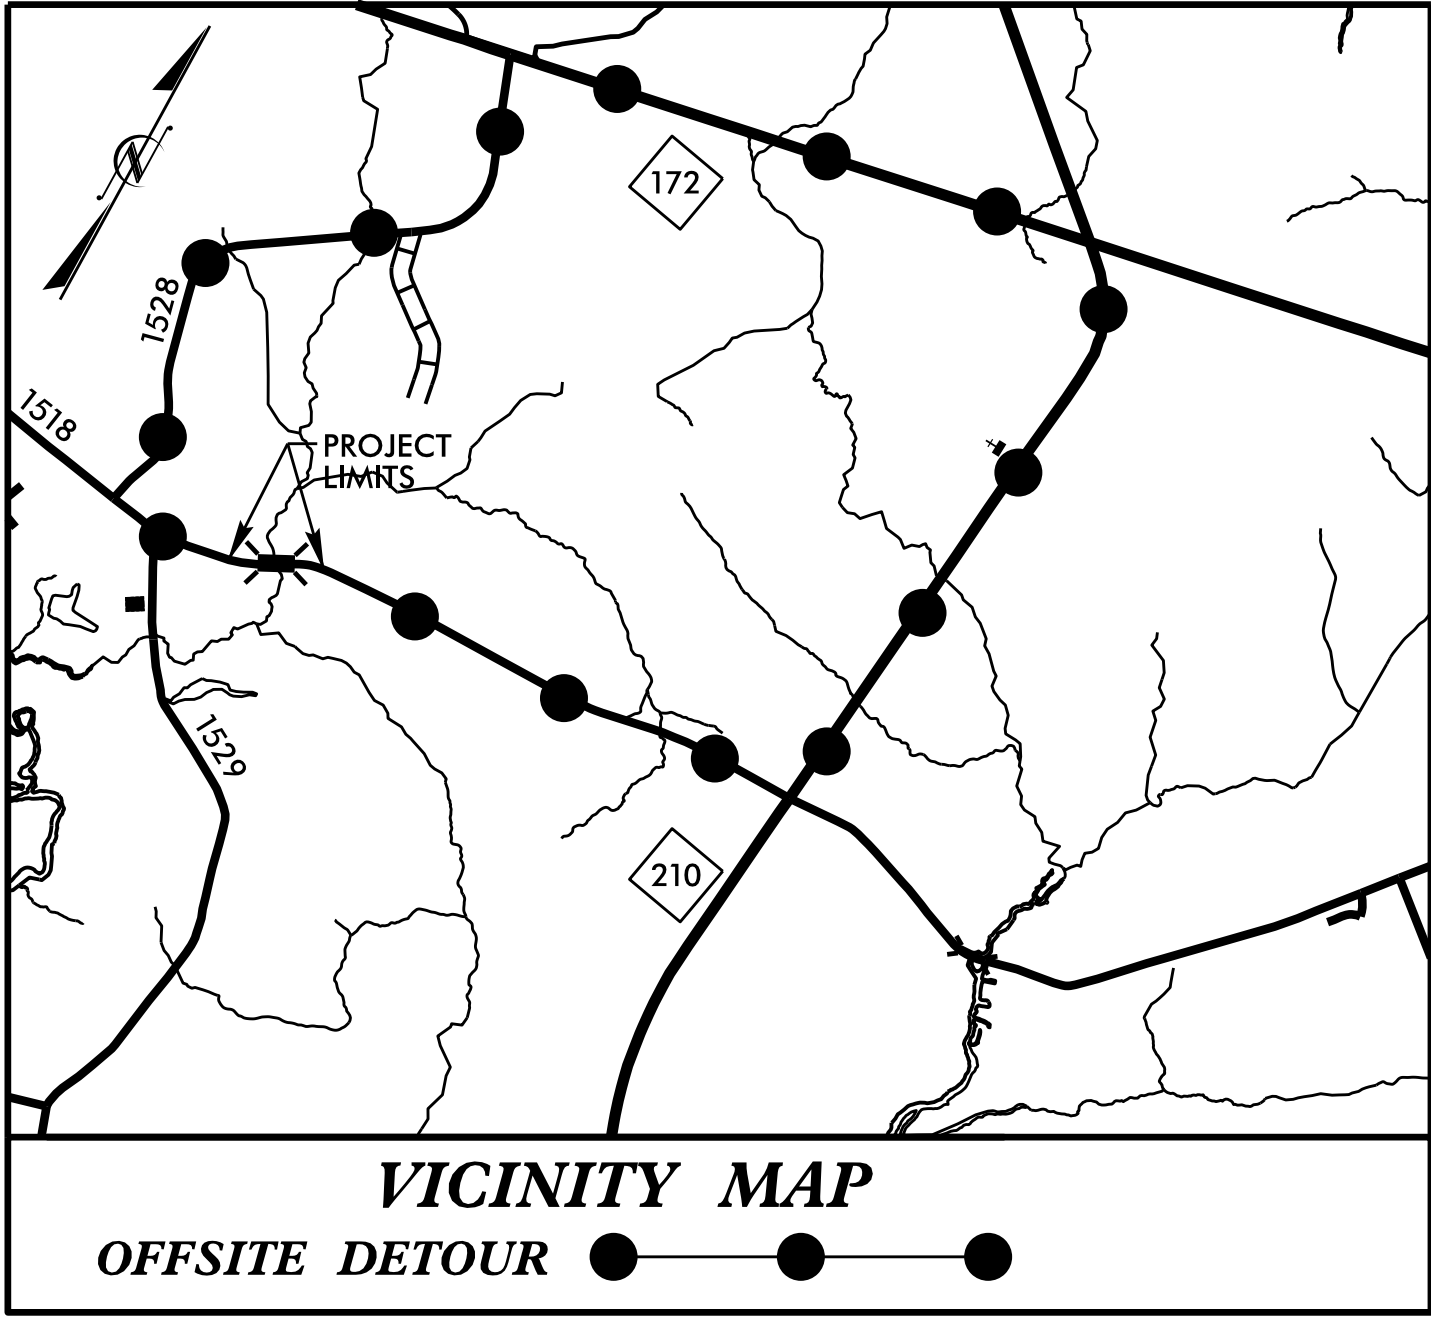 N
172
1528
1518
PROJECT
LIMITS
1529
210
VICINITY MAP
OFFSITE DETOUR